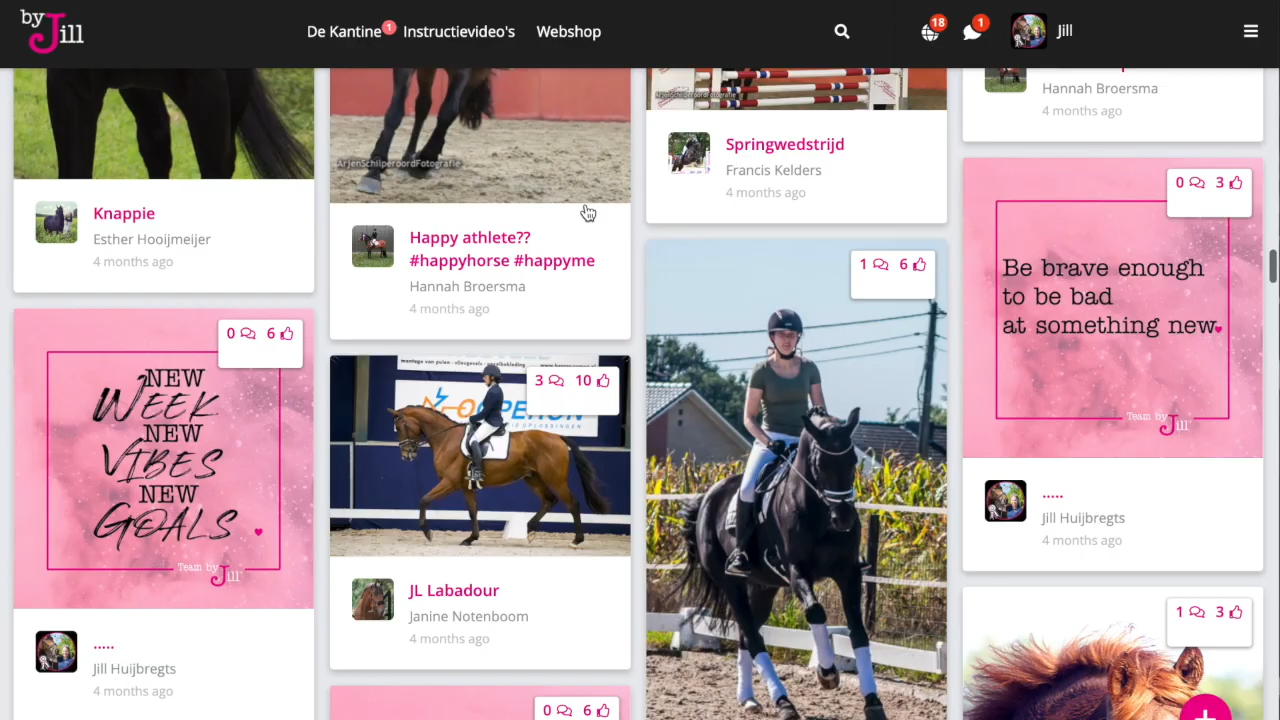 by Jill
De Kantine 1 Instructievideo's Webshop
18 1 Jill
ArjenSchilperoordFotografie
Knappie
Esther Hooijmeijer
4 months ago
0 6
NEW
WEEK
NEW
VIBES
NEW
GOALS
Team by Jill
.....
Jill Huijbregts
4 months ago
ArjenSchilperoordFotografie
Happy athlete??
#happyhorse #happyme
Hannah Broersma
4 months ago
3 10
JL Labadour
Janine Notenboom
4 months ago
0 6
Springwedstrijd
Francis Kelders
4 months ago
1 6
Hannah Broersma
4 months ago
0 3
Be brave enough
to be bad
at something new
Team by Jill
.....
Jill Huijbregts
4 months ago
1 3